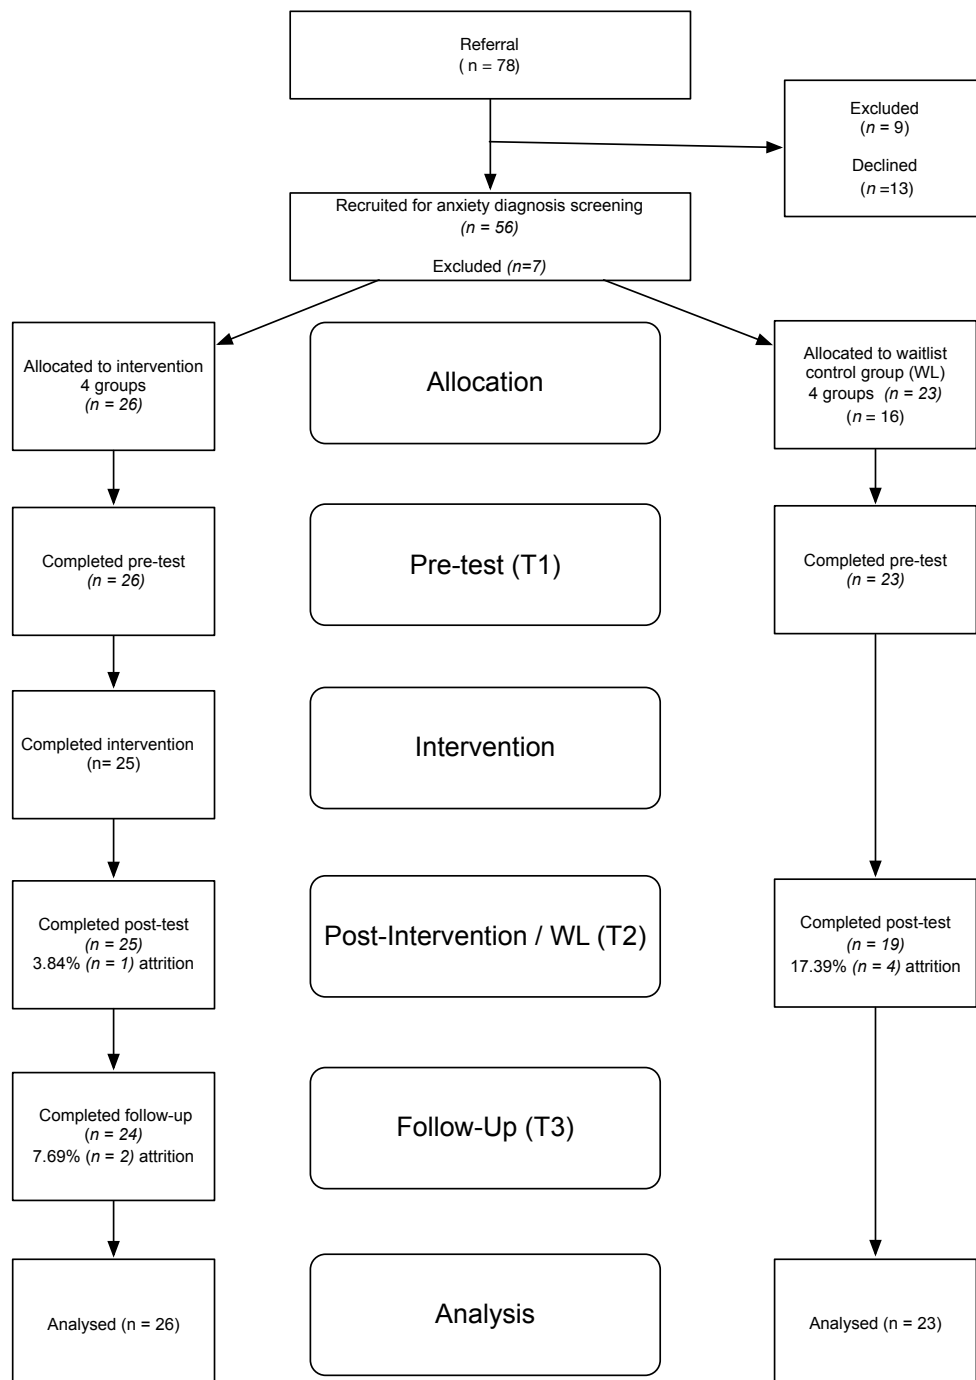 Referral
( n = 78)
Excluded
(n = 9)
Declined
(n =13)
Recruited for anxiety diagnosis screening
(n = 56)
Excluded (n=7)
Allocated to intervention
4 groups
(n = 26)
Allocation
Allocated to waitlist
control group (WL)
4 groups (n = 23)
(n = 16)
Completed pre-test
(n = 26)
Pre-test (T1)
Completed pre-test
(n = 23)
Completed intervention
(n= 25)
Intervention
Completed post-test
(n = 25)
3.84% (n = 1) attrition
Post-Intervention / WL (T2)
Completed post-test
(n = 19)
17.39% (n = 4) attrition
Completed follow-up
(n = 24)
7.69% (n = 2) attrition
Follow-Up (T3)
Analysed (n = 26)
Analysis
Analysed (n = 23)